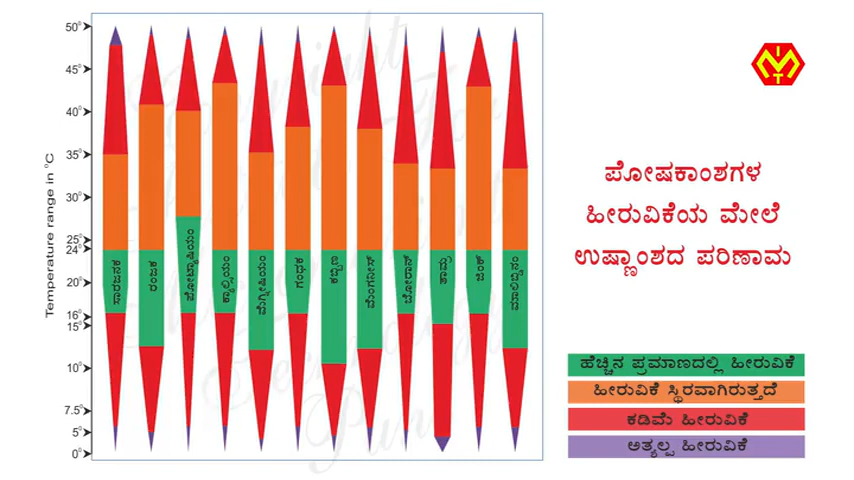 50°
45°
40°
35°
30°
25°
24°
20°
16°
15°
10°
7.5°
5°
0°
Temperature range in °C
ಸಾರಜನಕ
ರಂಜಕ
ಪೋಟ್ಯಾಷಿಯಂ
ಕ್ಯಾಲ್ಸಿಯಂ
ಮೆಗ್ನೀಷಿಯಂ
ಗಂಧಕ
ಕಬ್ಬಿಣ
ಮೆಂಗನೀಸ್
ಬೋರಾನ್
ತಾಮ್ರ
ಜಿಂಕ್
ಮಾಲಿಬ್ಡಿನಂ
ಪೋಷಕಾಂಶಗಳ
ಹೀರುವಿಕೆಯ ಮೇಲೆ
ಉಷ್ಣಾಂಶದ ಪರಿಣಾಮ
ಹೆಚ್ಚಿನ ಪ್ರಮಾಣದಲ್ಲಿ ಹೀರುವಿಕೆ
ಹೀರುವಿಕೆ ಸ್ಥಿರವಾಗಿರುತ್ತದೆ
ಕಡಿಮೆ ಹೀರುವಿಕೆ
ಅತ್ಯಲ್ಪ ಹೀರುವಿಕೆ